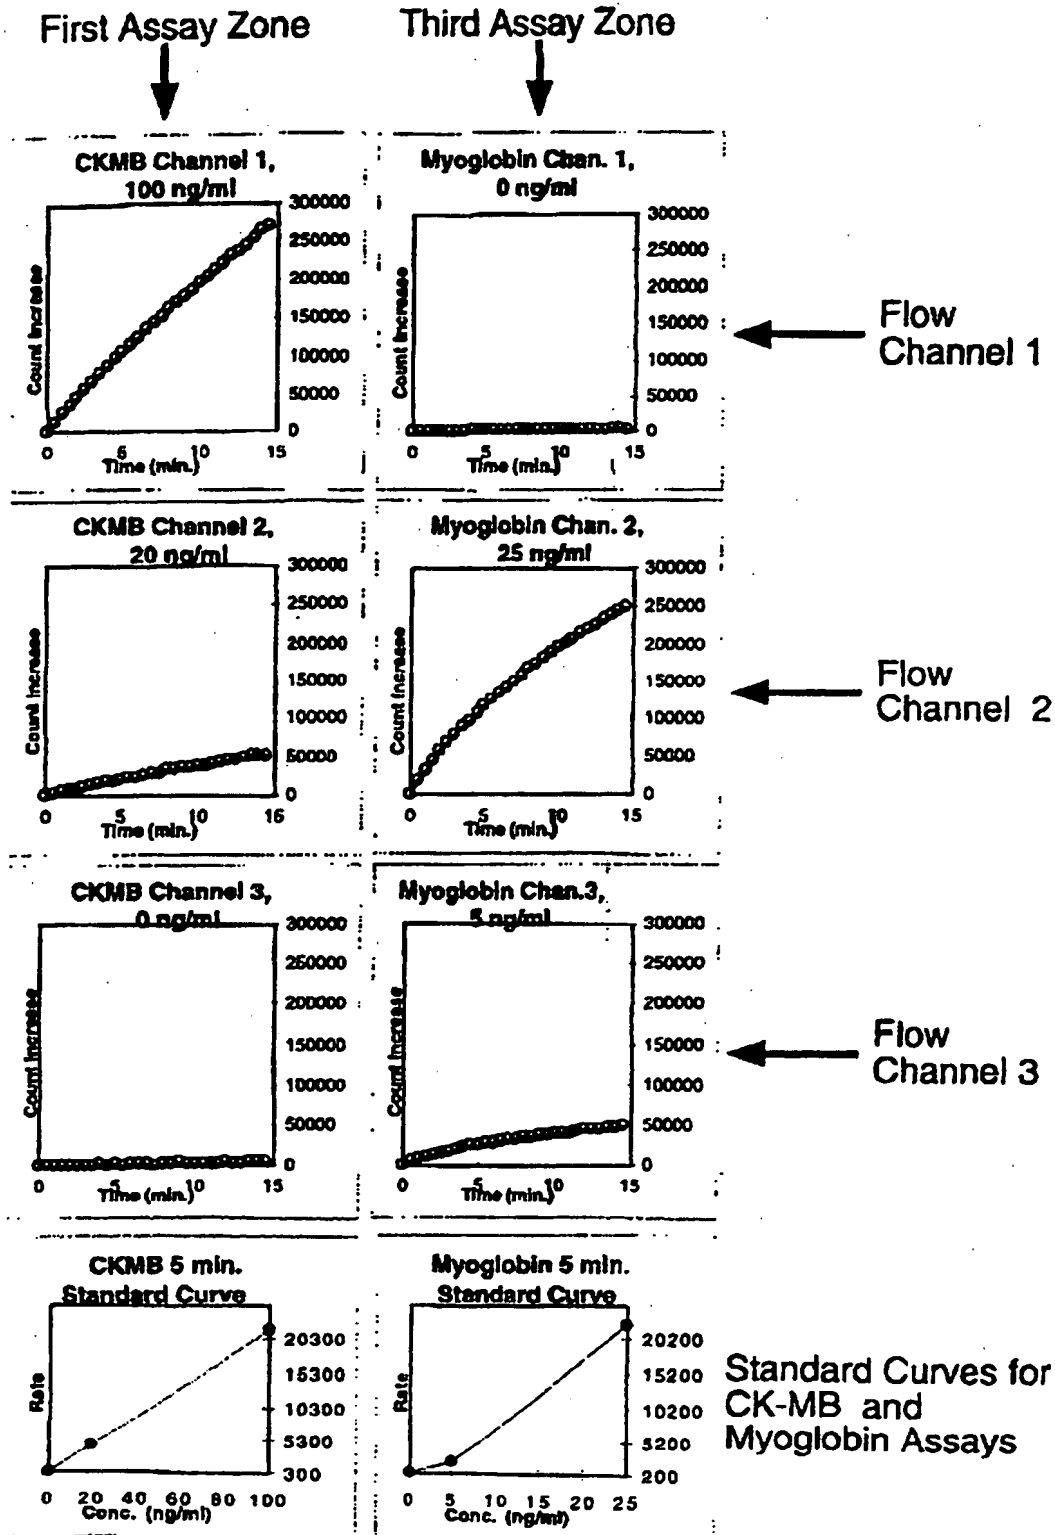 First Assay Zone
Third Assay Zone
CKMB Channel 1,
100 ng/ml
Count Increase
300000
250000
200000
150000
100000
50000
0
0 5 10 15
Time (min.)
Myoglobin Chan. 1,
0 ng/ml
Count Increase
300000
250000
200000
150000
100000
50000
0
0 5 10 15
Time (min.)
Flow
Channel 1
CKMB Channel 2,
20 ng/ml
Count Increase
300000
250000
200000
150000
100000
50000
0
0 5 10 15
Time (min.)
Myoglobin Chan. 2,
25 ng/ml
Count Increase
300000
250000
200000
150000
100000
50000
0
0 5 10 15
Time (min.)
Flow
Channel 2
CKMB Channel 3,
0 ng/ml
Count Increase
300000
250000
200000
150000
100000
50000
0
0 5 10 15
Time (min.)
Myoglobin Chan.3,
5 ng/ml
Count Increase
300000
250000
200000
150000
100000
50000
0
0 5 10 15
Time (min.)
Flow
Channel 3
CKMB 5 min.
Standard Curve
Rate
20300
15300
10300
5300
300
0 20 40 60 80 100
Conc. (ng/ml)
Myoglobin 5 min.
Standard Curve
Rate
20200
15200
10200
5200
200
0 5 10 15 20 25
Conc. (ng/ml)
Standard Curves for
CK-MB and
Myoglobin Assays